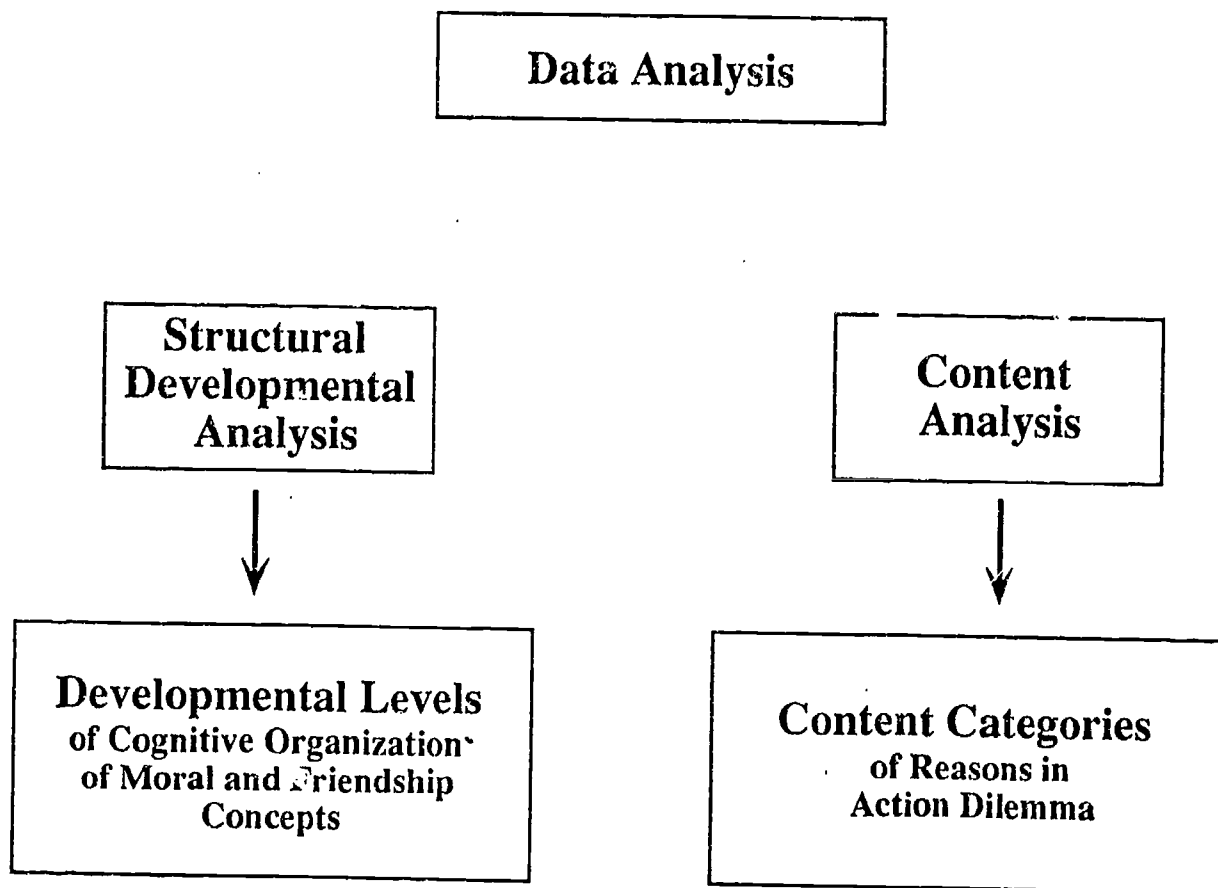 Data Analysis
Structural
Developmental
Analysis
Content
Analysis
Developmental Levels
of Cognitive Organization
of Moral and Friendship
Concepts
Content Categories
of Reasons in
Action Dilemma